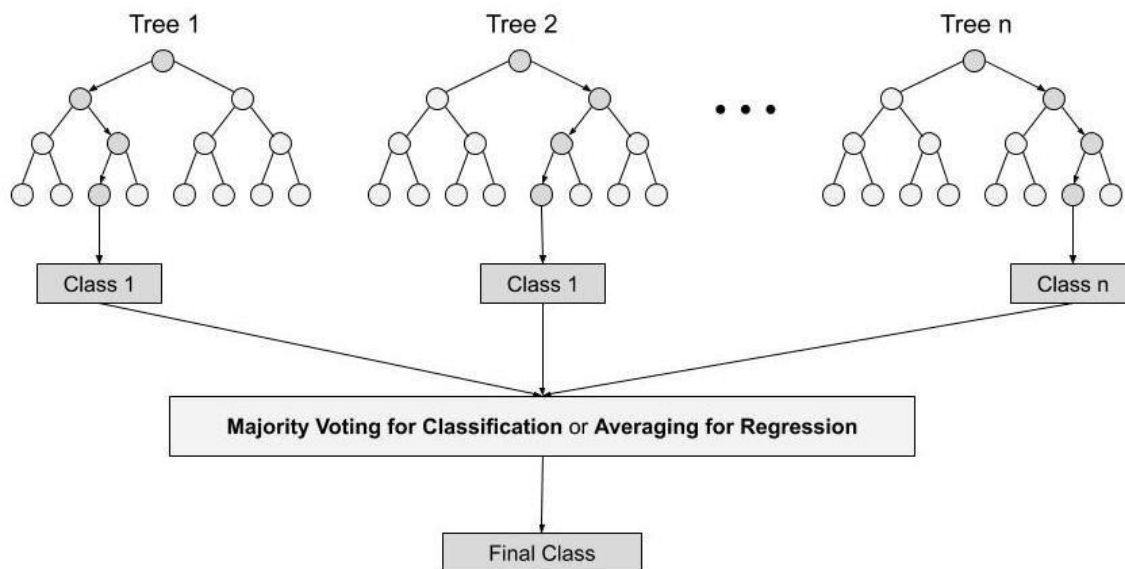 Tree 1
Tree 2
Tree n
Class 1
Class 1
Class n
Majority Voting for Classification or Averaging for Regression
Final Class